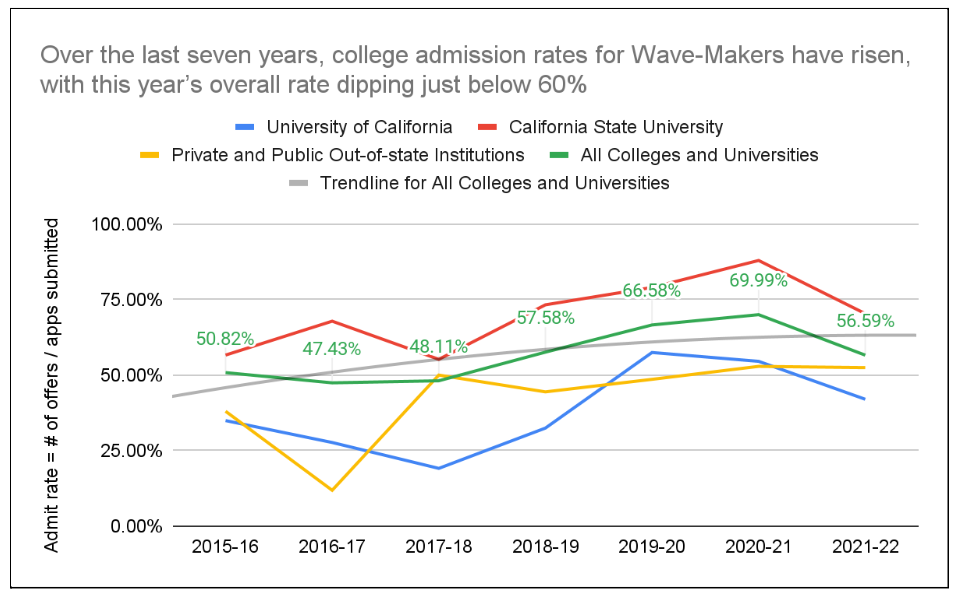 Over the last seven years, college admission rates for Wave-Makers have risen,
with this year’s overall rate dipping just below 60%
University of California
California State University
Private and Public Out-of-state Institutions
All Colleges and Universities
Trendline for All Colleges and Universities
Admit rate = # of offers / apps submitted
100.00%
75.00%
50.00%
25.00%
0.00%
50.82%
47.43%
48.11%
57.58%
66.58%
69.99%
56.59%
2015-16
2016-17
2017-18
2018-19
2019-20
2020-21
2021-22